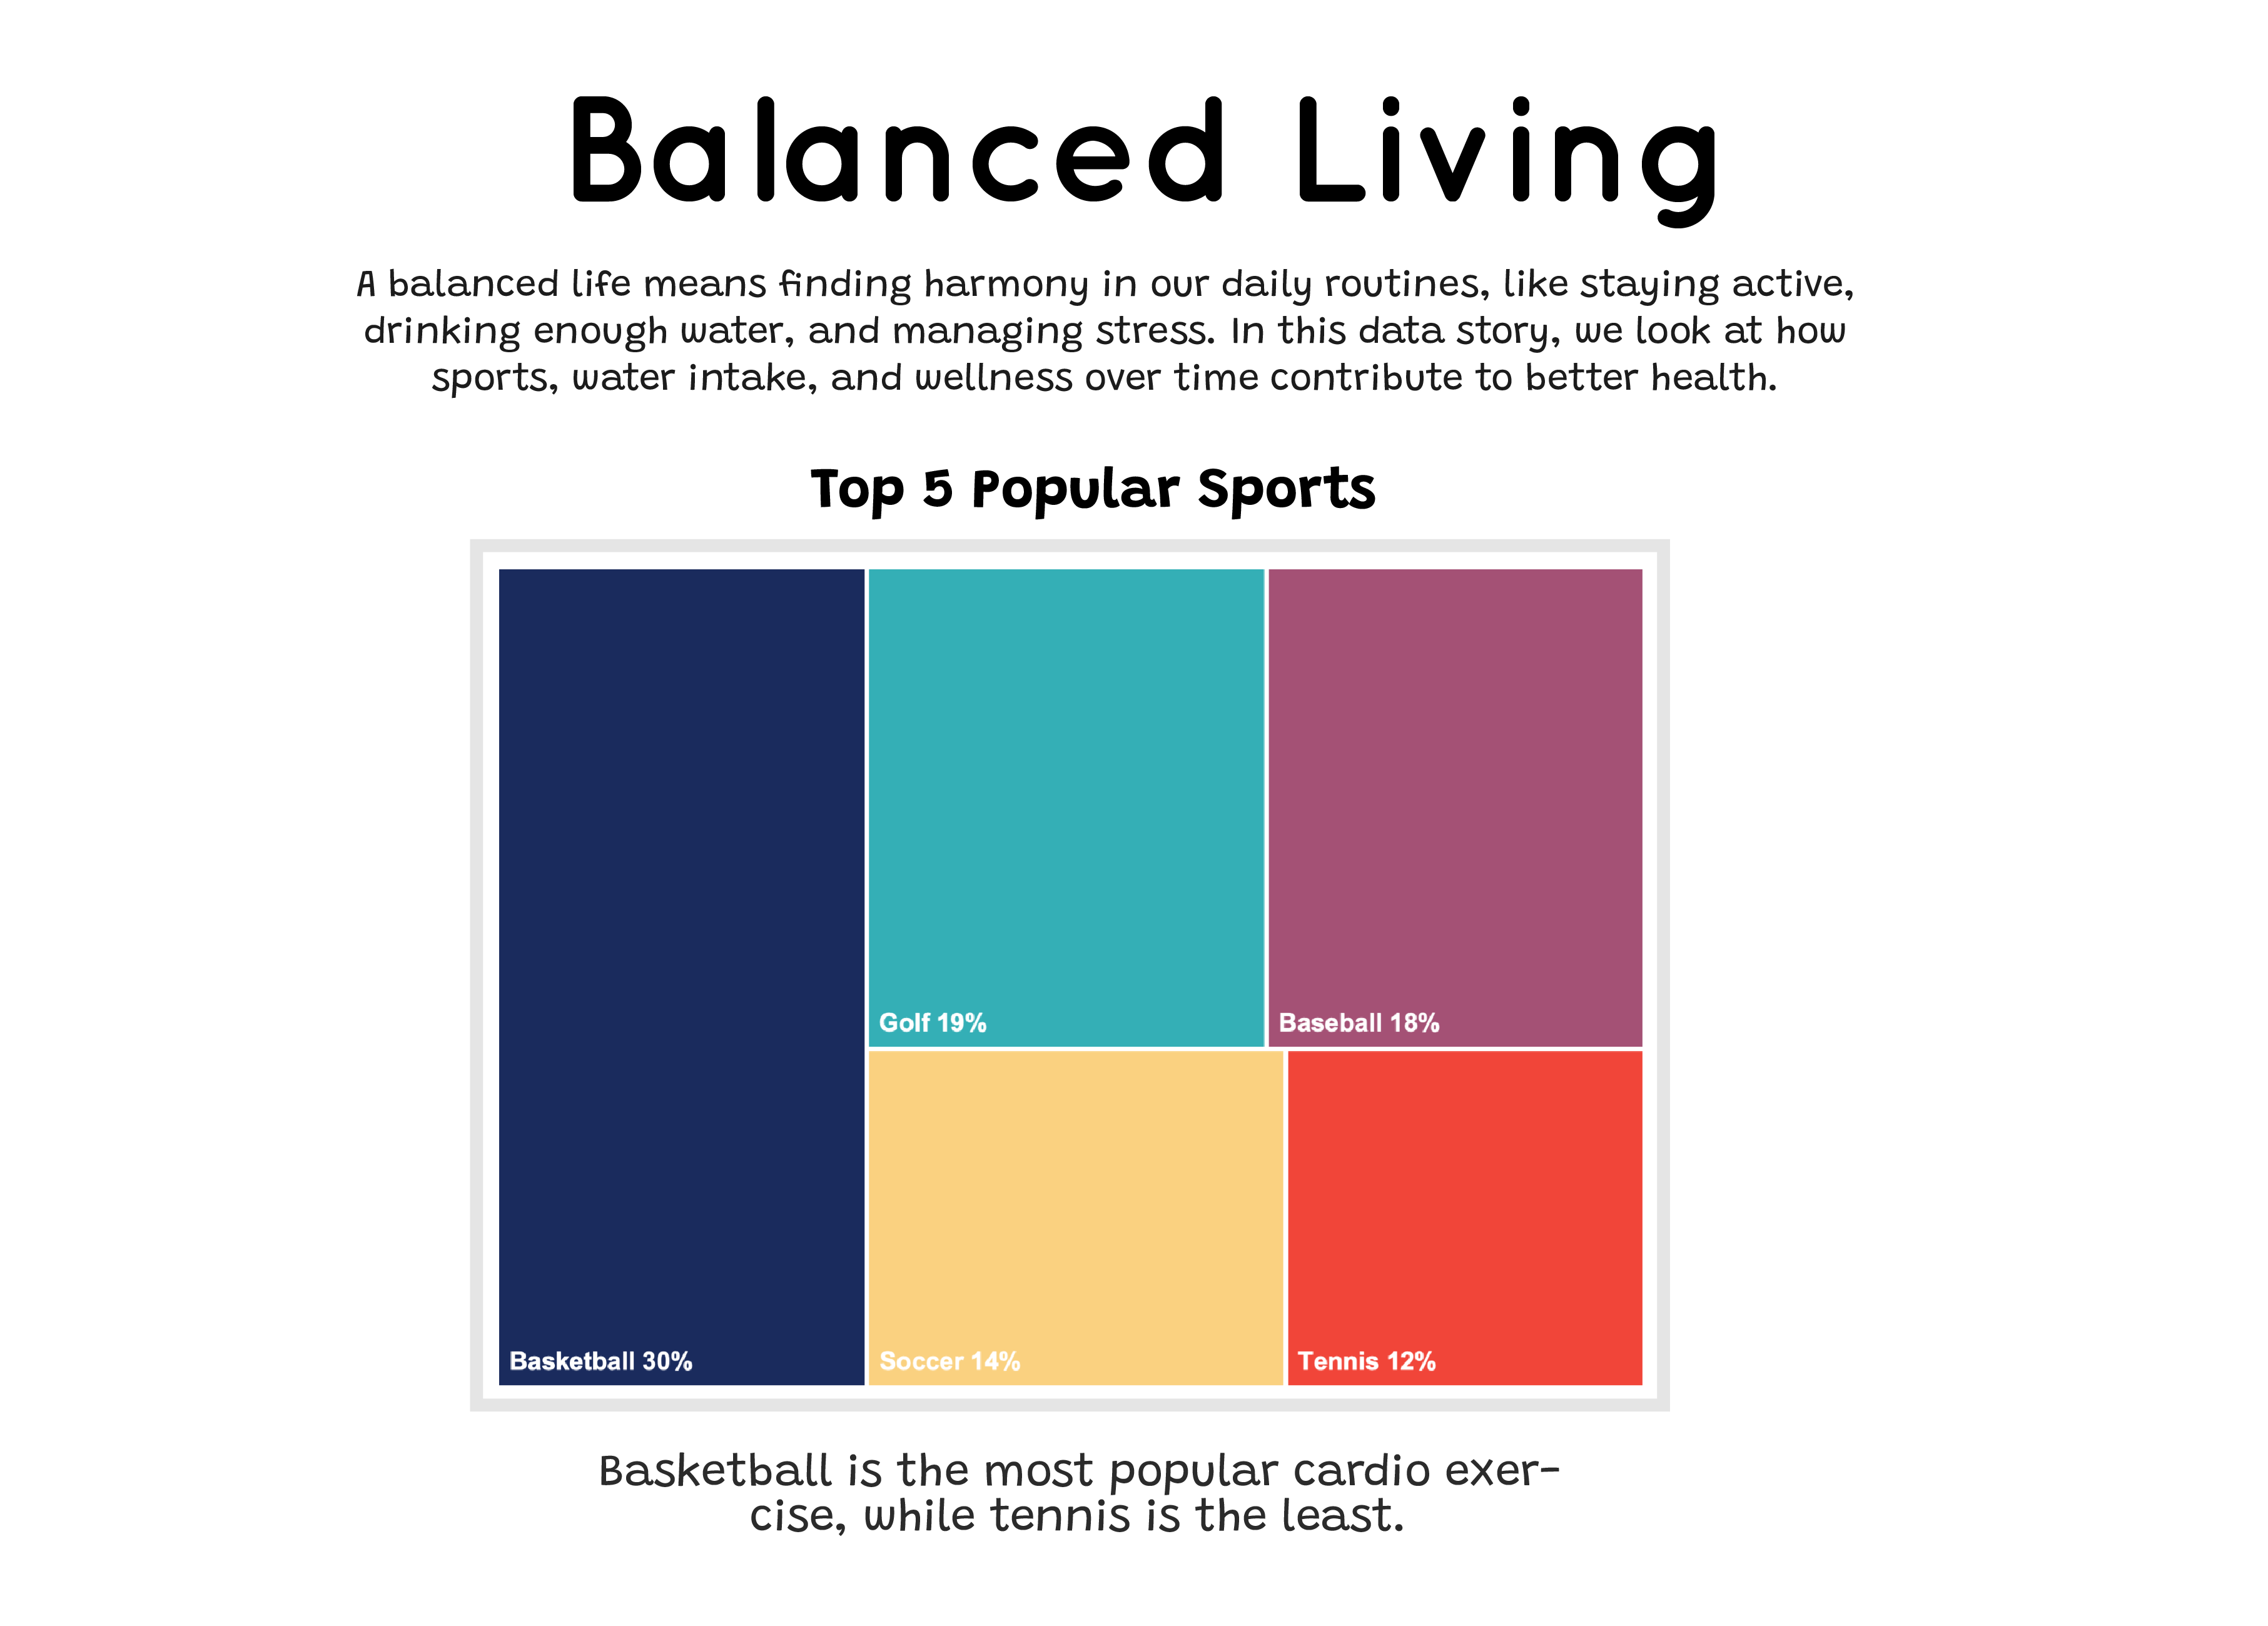 Balanced Living
A balanced life means finding harmony in our daily routines, like staying active,
drinking enough water, and managing stress. In this data story, we look at how
sports, water intake, and wellness over time contribute to better health.
Top 5 Popular Sports
Golf 19%
Baseball 18%
Basketball 30%
Soccer 14%
Tennis 12%
Basketball is the most popular cardio exer-
cise, while tennis is the least.